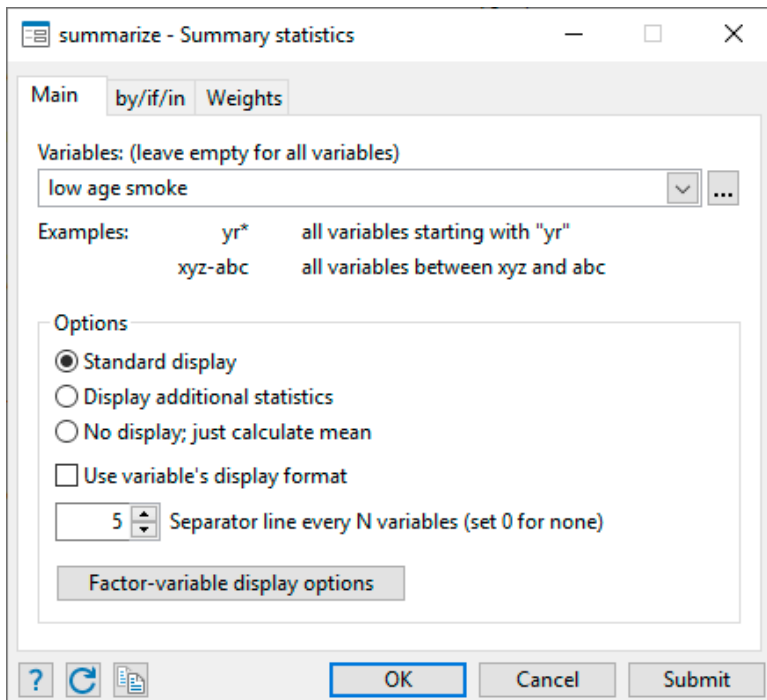 summarize - Summary statistics
Main by/if/in Weights
Variables: (leave empty for all variables)
low age smoke ...
Examples: yr* all variables starting with "yr"
xyz-abc all variables between xyz and abc
Options
Standard display
Display additional statistics
No display; just calculate mean
Use variable's display format
5 Separator line every N variables (set 0 for none)
Factor-variable display options
? OK Cancel Submit